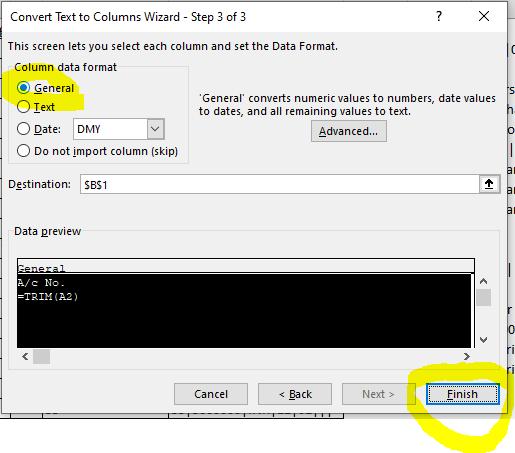 Convert Text to Columns Wizard - Step 3 of 3
This screen lets you select each column and set the Data Format.
Column data format
General
Text
Date: DMY
Do not import column (skip)
'General' converts numeric values to numbers, date values
to dates, and all remaining values to text.
Advanced...
Destination: $B$1
Data preview
General
A/c No.
=TRIM(A2)
Cancel
< Back
Next >
Finish